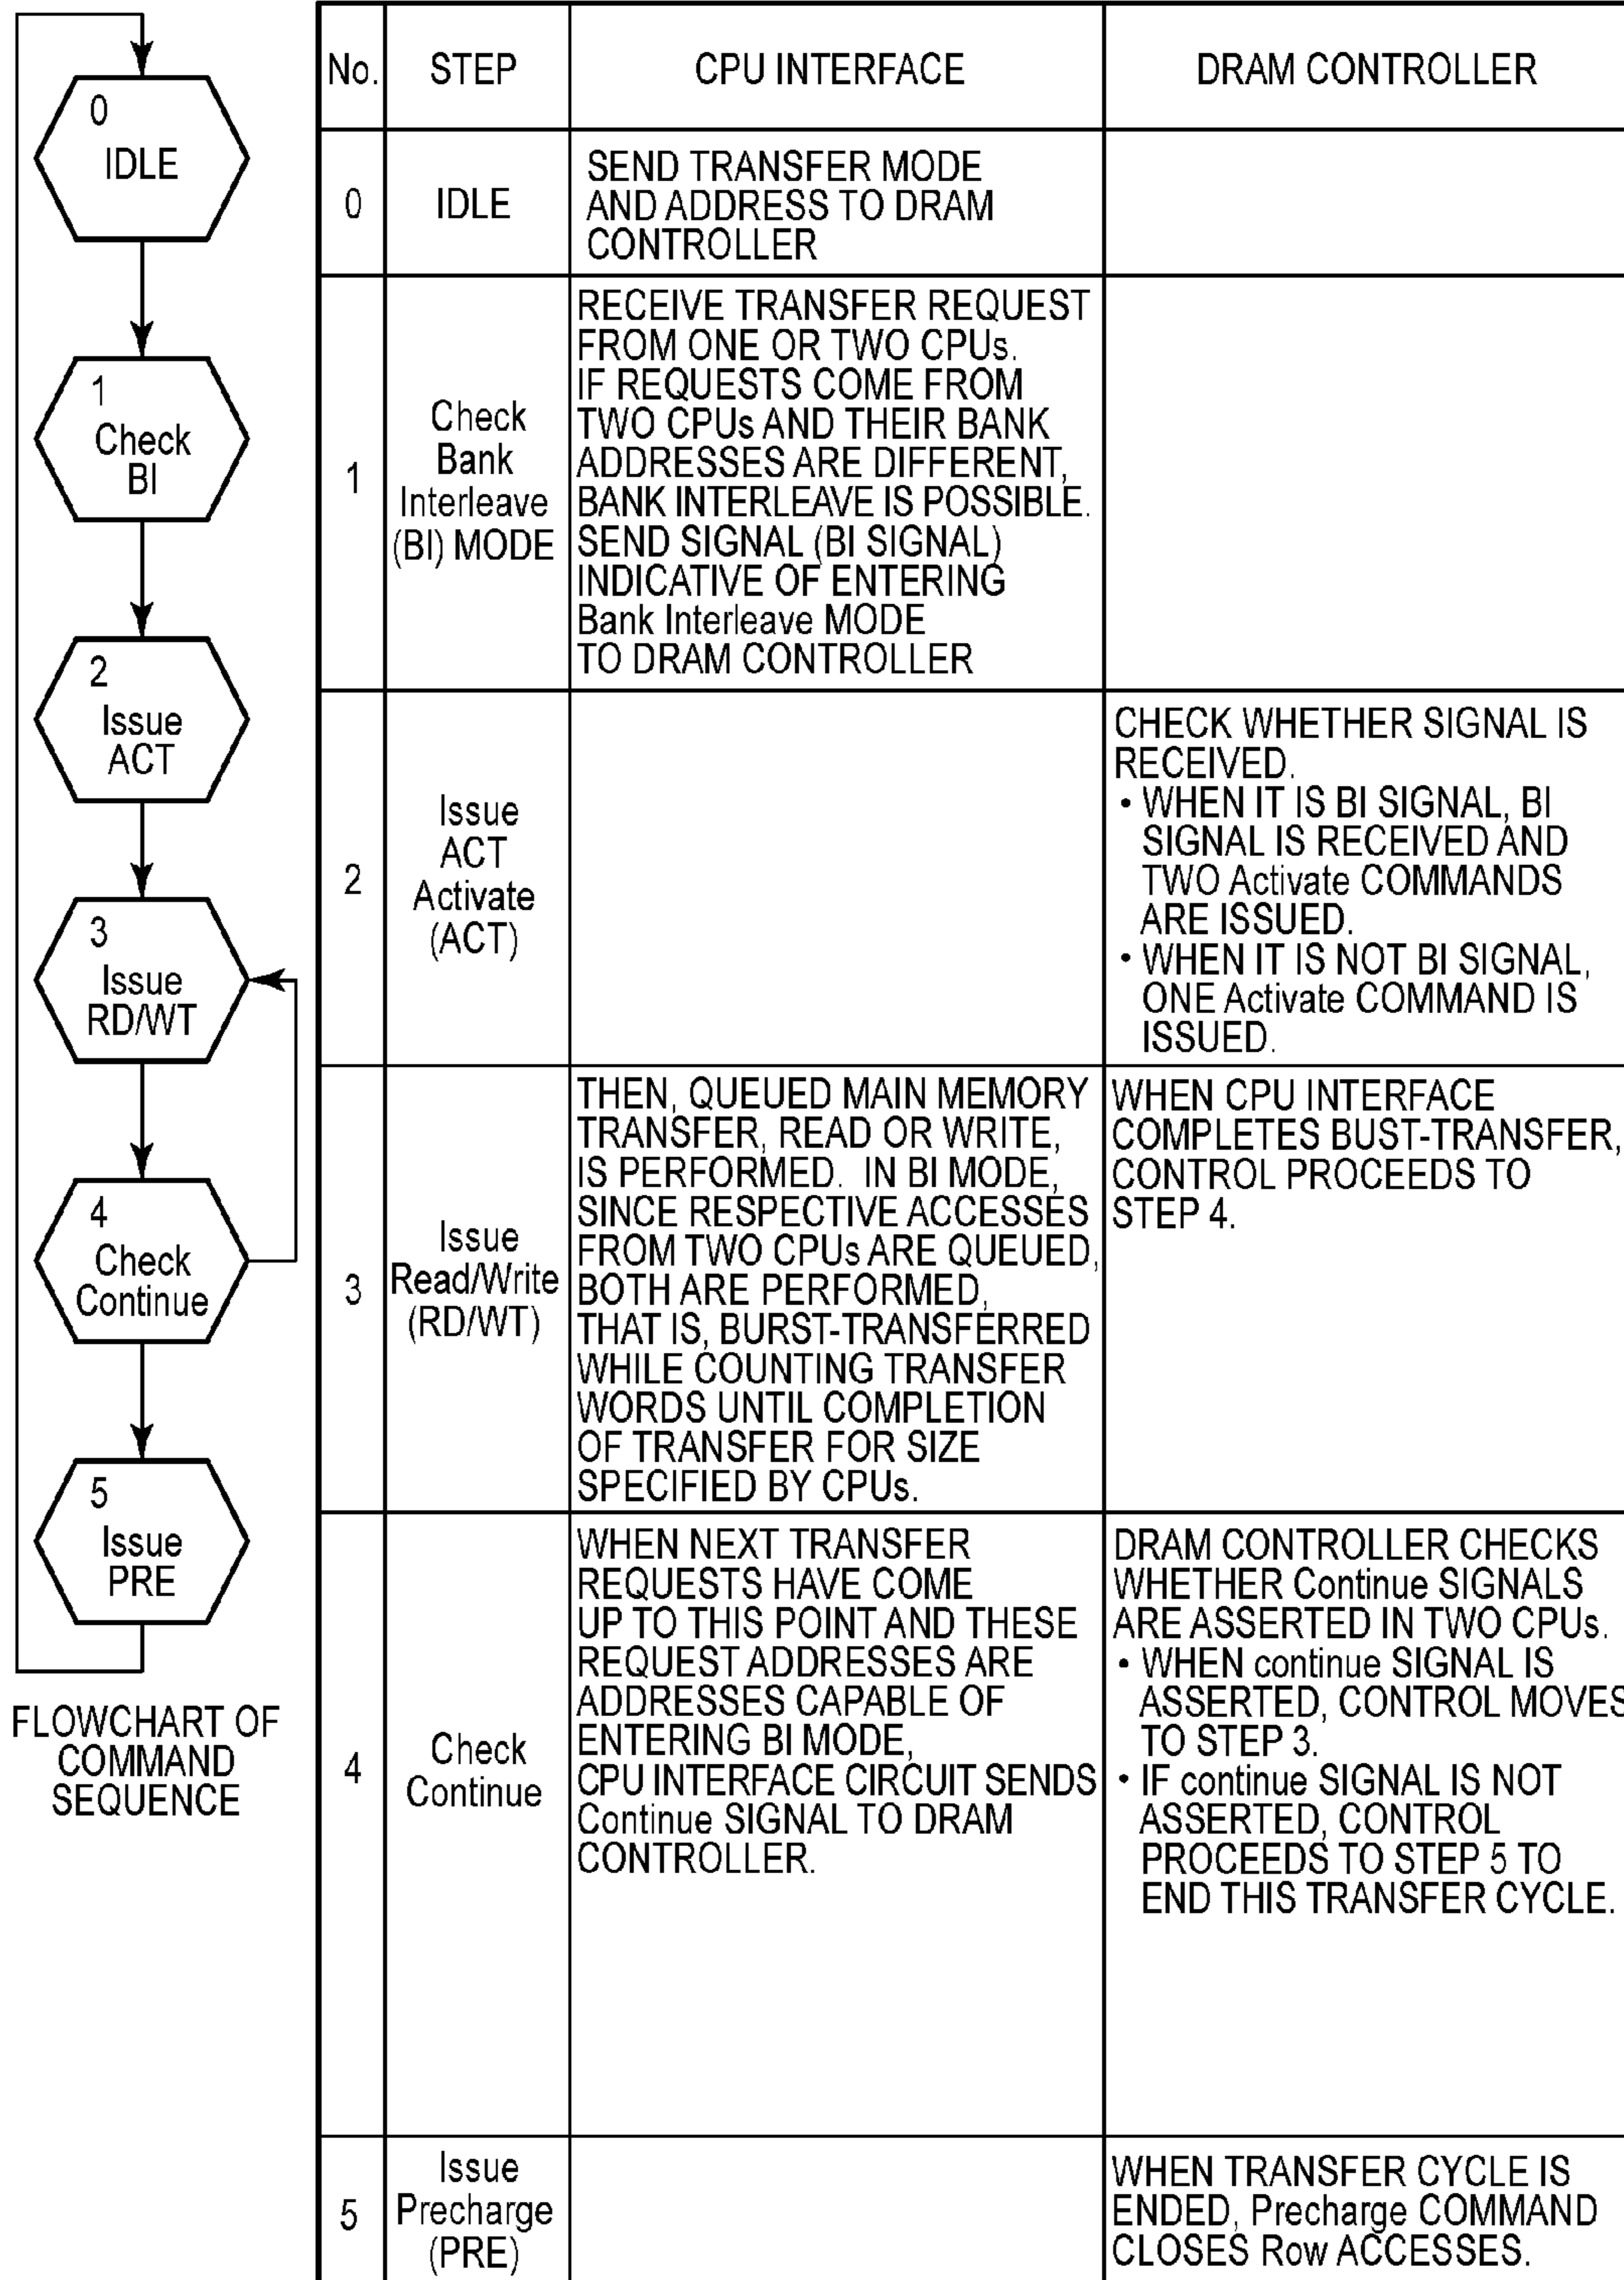 0
IDLE
1
Check
BI
2
Issue
ACT
3
Issue
RD/WT
4
Check
Continue
5
Issue
PRE
FLOWCHART OF
COMMAND
SEQUENCE
No.
STEP
CPU INTERFACE
DRAM CONTROLLER
0
IDLE
SEND TRANSFER MODE
AND ADDRESS TO DRAM
CONTROLLER
1
Check
Bank
Interleave
(BI) MODE
RECEIVE TRANSFER REQUEST
FROM ONE OR TWO CPUs.
IF REQUESTS COME FROM
TWO CPUs AND THEIR BANK
ADDRESSES ARE DIFFERENT,
BANK INTERLEAVE IS POSSIBLE.
SEND SIGNAL (BI SIGNAL)
INDICATIVE OF ENTERING
Bank Interleave MODE
TO DRAM CONTROLLER
2
Issue
ACT
Activate
(ACT)
CHECK WHETHER SIGNAL IS
RECEIVED.
• WHEN IT IS BI SIGNAL, BI
SIGNAL IS RECEIVED AND
TWO Activate COMMANDS
ARE ISSUED.
• WHEN IT IS NOT BI SIGNAL,
ONE Activate COMMAND IS
ISSUED.
3
Issue
Read/Write
(RD/WT)
THEN, QUEUED MAIN MEMORY
TRANSFER, READ OR WRITE,
IS PERFORMED. IN BI MODE,
SINCE RESPECTIVE ACCESSES
FROM TWO CPUs ARE QUEUED,
BOTH ARE PERFORMED,
THAT IS, BURST-TRANSFERRED
WHILE COUNTING TRANSFER
WORDS UNTIL COMPLETION
OF TRANSFER FOR SIZE
SPECIFIED BY CPUs.
WHEN CPU INTERFACE
COMPLETES BUST-TRANSFER,
CONTROL PROCEEDS TO
STEP 4.
4
Check
Continue
WHEN NEXT TRANSFER
REQUESTS HAVE COME
UP TO THIS POINT AND THESE
REQUEST ADDRESSES ARE
ADDRESSES CAPABLE OF
ENTERING BI MODE,
CPU INTERFACE CIRCUIT SENDS
Continue SIGNAL TO DRAM
CONTROLLER.
DRAM CONTROLLER CHECKS
WHETHER Continue SIGNALS
ARE ASSERTED IN TWO CPUs.
• WHEN continue SIGNAL IS
ASSERTED, CONTROL MOVES
TO STEP 3.
• IF continue SIGNAL IS NOT
ASSERTED, CONTROL
PROCEEDS TO STEP 5 TO
END THIS TRANSFER CYCLE.
5
Issue
Precharge
(PRE)
WHEN TRANSFER CYCLE IS
ENDED, Precharge COMMAND
CLOSES Row ACCESSES.